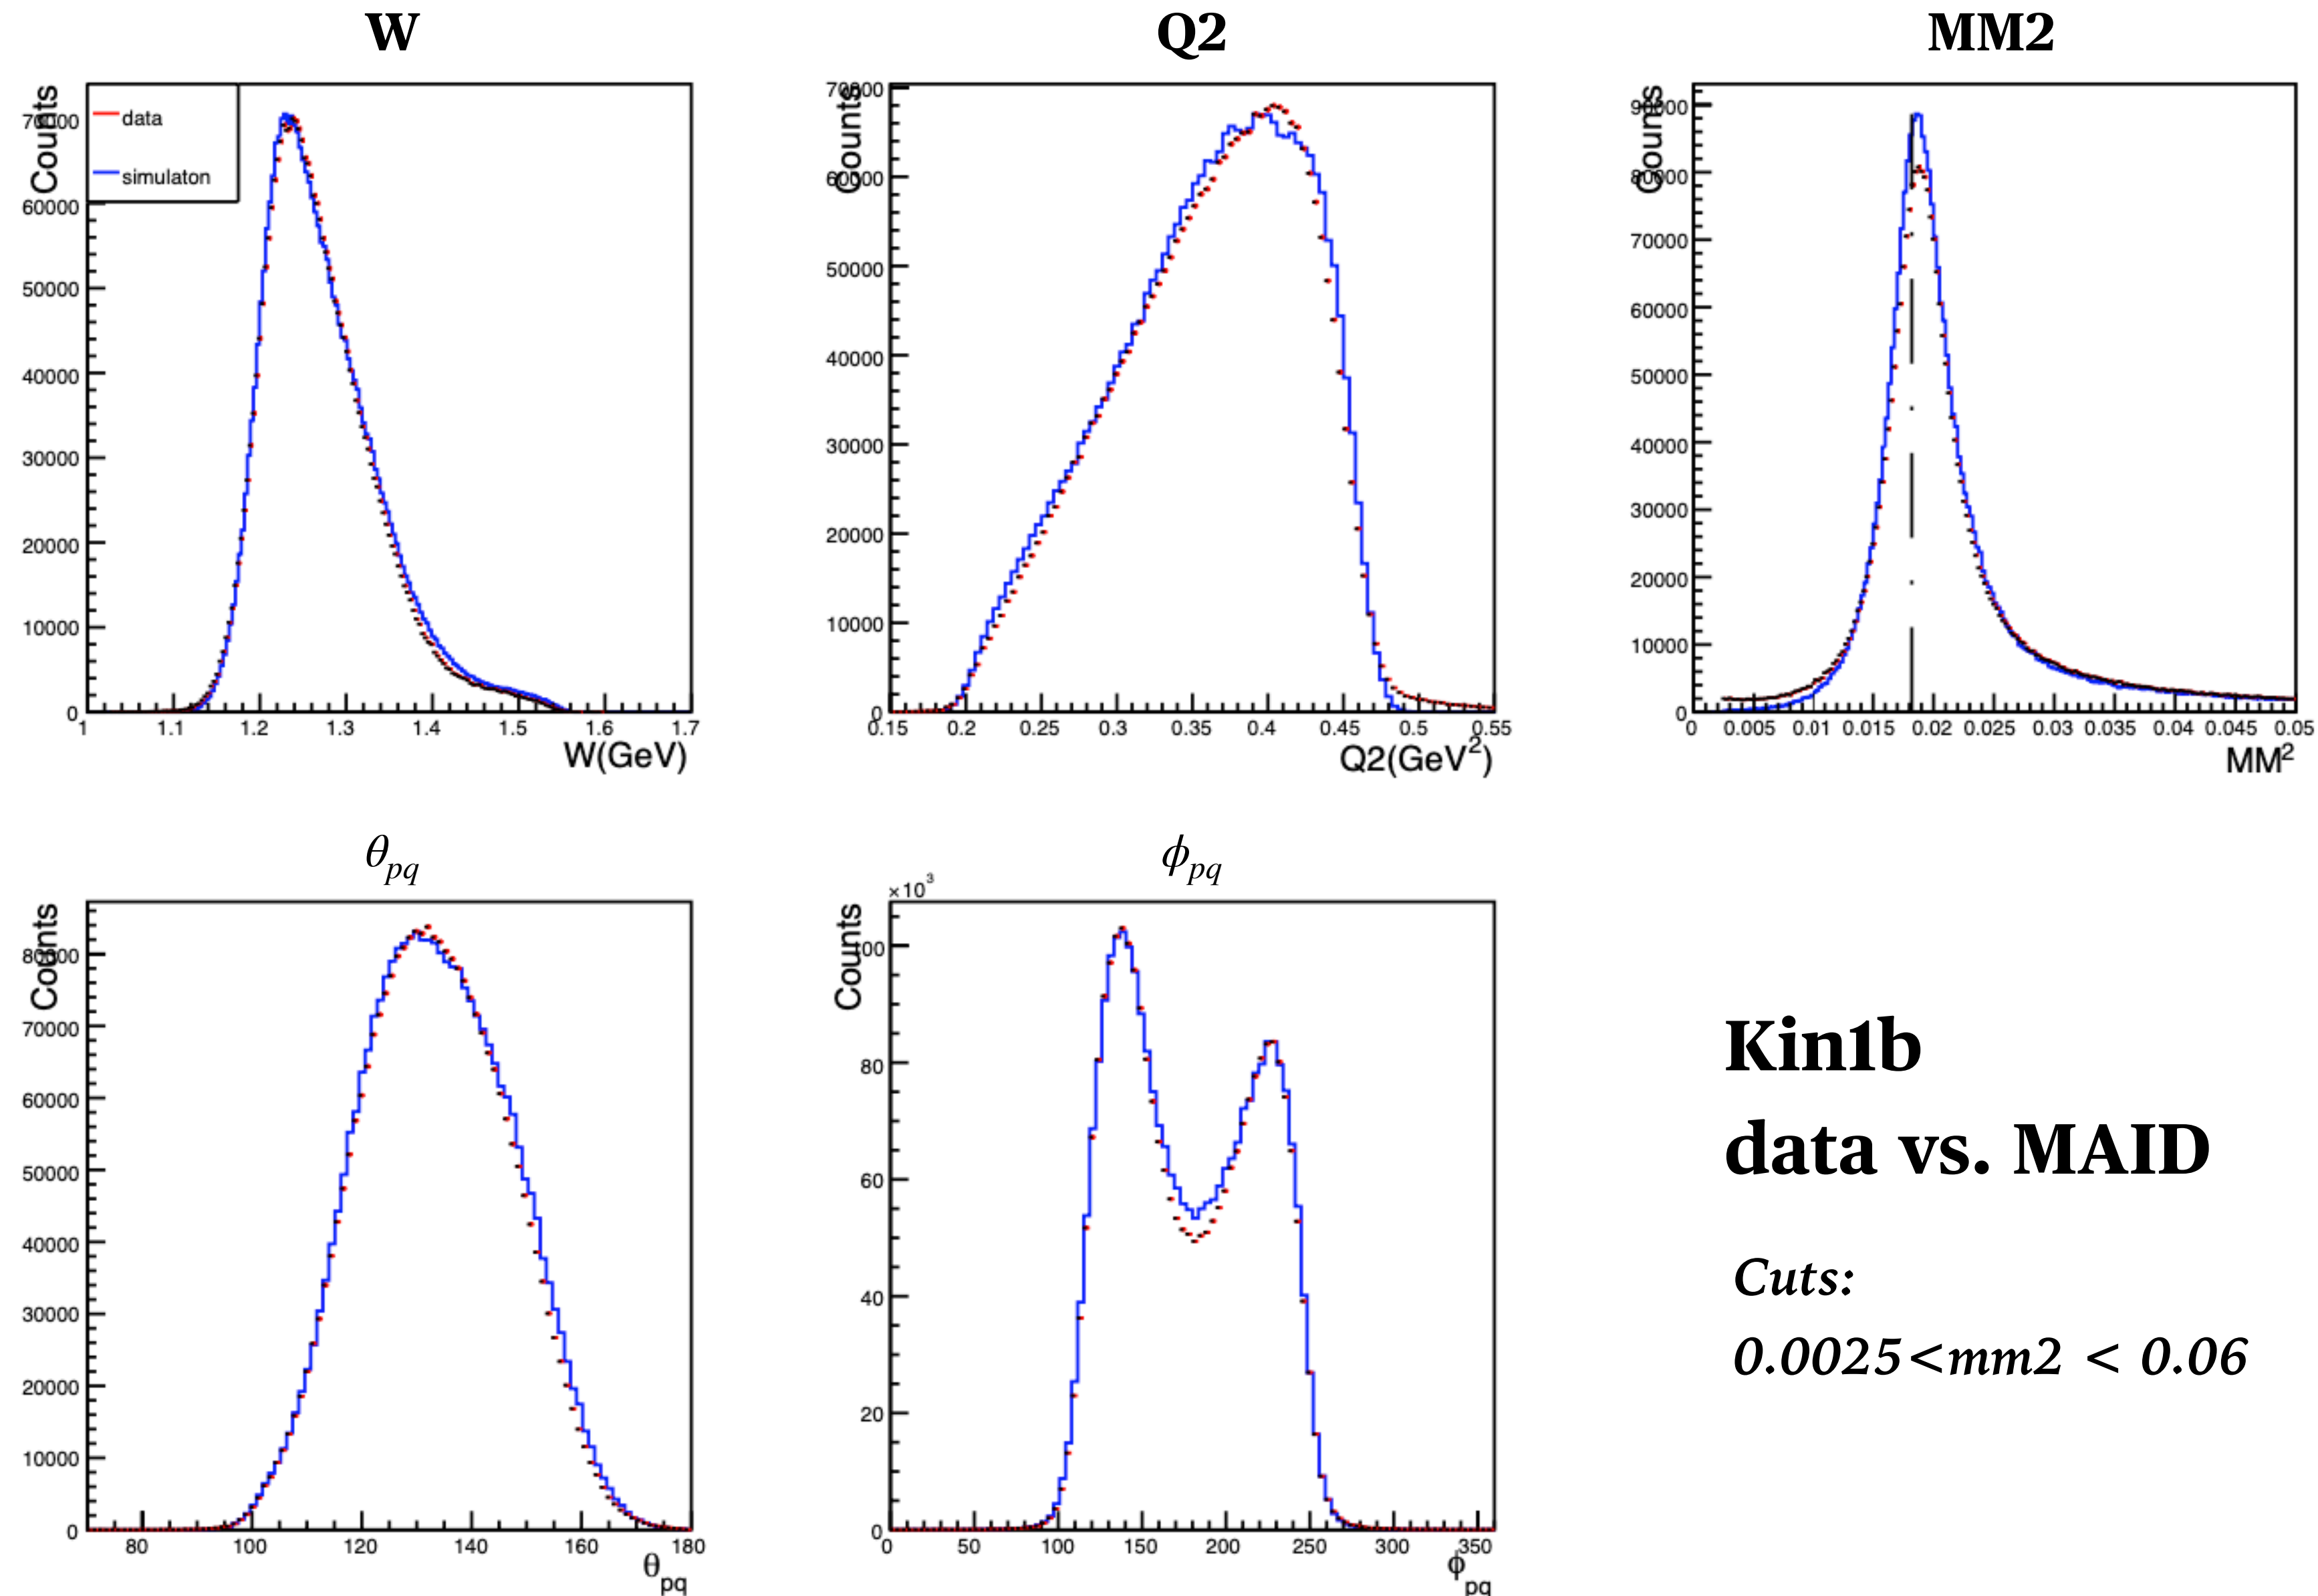 W
Q2
MM2
Counts
70000
60000
50000
40000
30000
20000
10000
0
data
simulaton
1 1.1 1.2 1.3 1.4 1.5 1.6 1.7
W(GeV)
Counts
70000
60000
50000
40000
30000
20000
10000
0
0.15 0.2 0.25 0.3 0.35 0.4 0.45 0.5 0.55
Q2(GeV²)
Counts
90000
80000
70000
60000
50000
40000
30000
20000
10000
0
0 0.005 0.01 0.015 0.02 0.025 0.03 0.035 0.04 0.045 0.05
MM²
θpq
ϕpq
Counts
80000
70000
60000
50000
40000
30000
20000
10000
0
80 100 120 140 160 180
θpq
×10³
Counts
100
80
60
40
20
0
0 50 100 150 200 250 300 350
ϕpq
Kin1b
data vs. MAID
Cuts:
0.0025<mm2 < 0.06